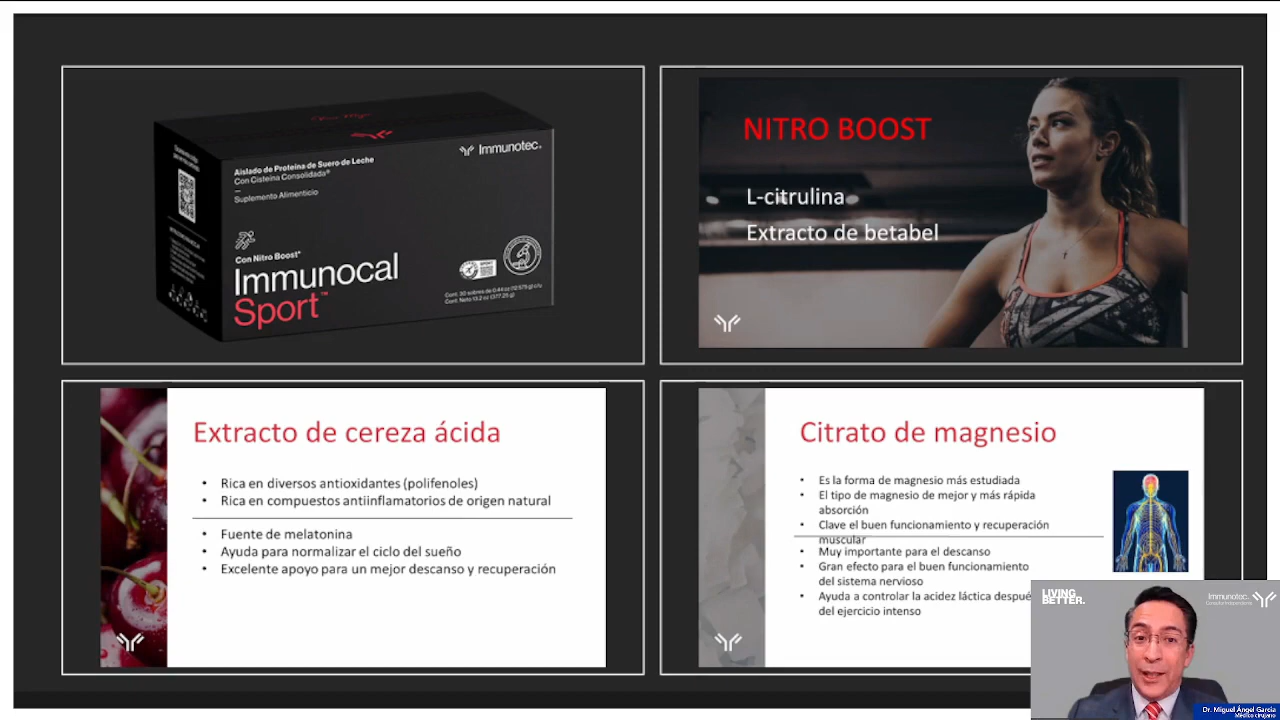 Aislado de Proteína de Suero de Leche
Con Cisteína Consolidada®
Suplemento Alimenticio
Immunotec.
Con Nitro Boost*
Immunocal
Sport™
NITRO BOOST
L-citrulina
Extracto de betabel
Extracto de cereza ácida
• Rica en diversos antioxidantes (polifenoles)
• Rica en compuestos antiinflamatorios de origen natural
• Fuente de melatonina
• Ayuda para normalizar el ciclo del sueño
• Excelente apoyo para un mejor descanso y recuperación
Citrato de magnesio
• Es la forma de magnesio más estudiada
• El tipo de magnesio de mejor y más rápida
absorción
• Clave el buen funcionamiento y recuperación
muscular
• Muy importante para el descanso
• Gran efecto para el buen funcionamiento
del sistema nervioso
• Ayuda a controlar la acidez láctica despué
del ejercicio intenso
LIVING
BETTER.
Immunotec.
Dr. Miguel Ángel García
Médico cirujano